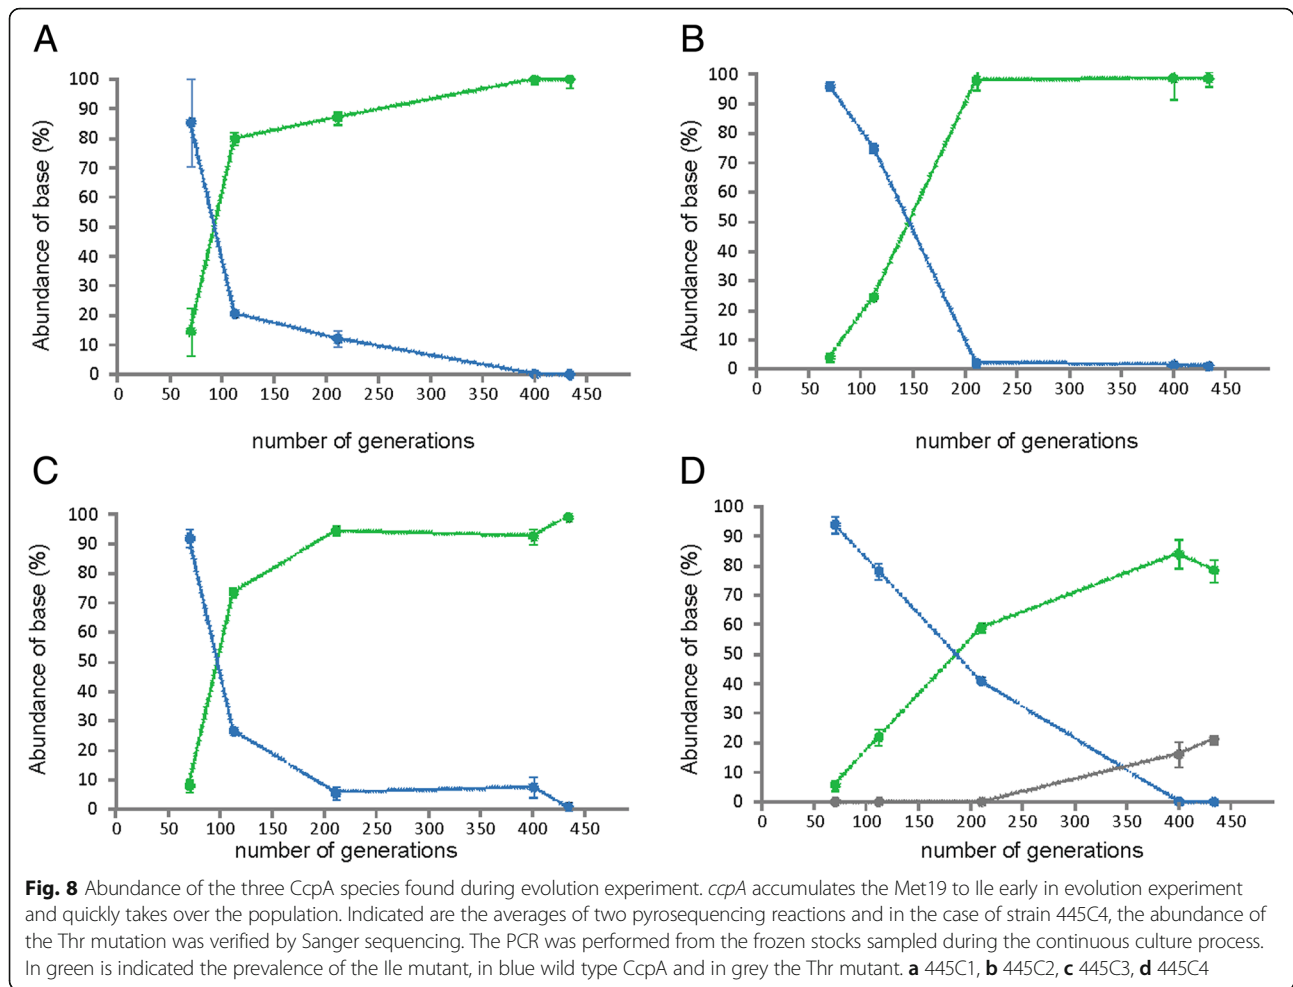 A
100
90
80
70
60
50
40
30
20
10
0
Abundance of base (%)
0 50 100 150 200 250 300 350 400 450
number of generations
B
100
90
80
70
60
50
40
30
20
10
0
Abundance of base (%)
0 50 100 150 200 250 300 350 400 450
number of generations
C
100
90
80
70
60
50
40
30
20
10
0
Abundance of base (%)
0 50 100 150 200 250 300 350 400 450
number of generations
D
100
90
80
70
60
50
40
30
20
10
0
Abundance of base (%)
0 50 100 150 200 250 300 350 400 450
number of generations
Fig. 8 Abundance of the three CcpA species found during evolution experiment. ccpA accumulates the Met19 to Ile early in evolution experiment
and quickly takes over the population. Indicated are the averages of two pyrosequencing reactions and in the case of strain 445C4, the abundance of
the Thr mutation was verified by Sanger sequencing. The PCR was performed from the frozen stocks sampled during the continuous culture process.
In green is indicated the prevalence of the Ile mutant, in blue wild type CcpA and in grey the Thr mutant. a 445C1, b 445C2, c 445C3, d 445C4